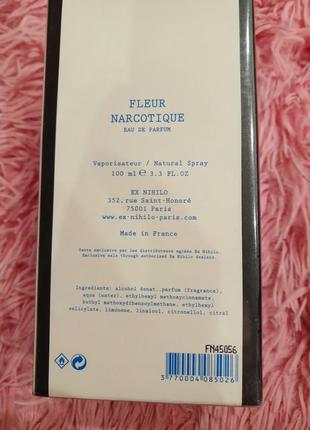 FLEUR
NARCOTIQUE
EAU DE PARFUM
Vaporisateur / Natural Spray
100 ml ℮ 3.3 FL.OZ
EX NIHILO
352, rue Saint-Honoré
75001 Paris
www.ex-nihilo-paris.com
Made in France
Vente exclusive par les distributeurs agréés Ex Nihilo.
Exclusive sale through authorized Ex Nihilo dealers.
Ingredients: alcohol denat., parfum (fragrance),
aqua (water), ethylhexyl methoxycinnamate,
butyl methoxydibenzoylmethane, ethylhexyl
salicylate, limonene, linalool, citronellol, citral
FN45056
3 770004 085026